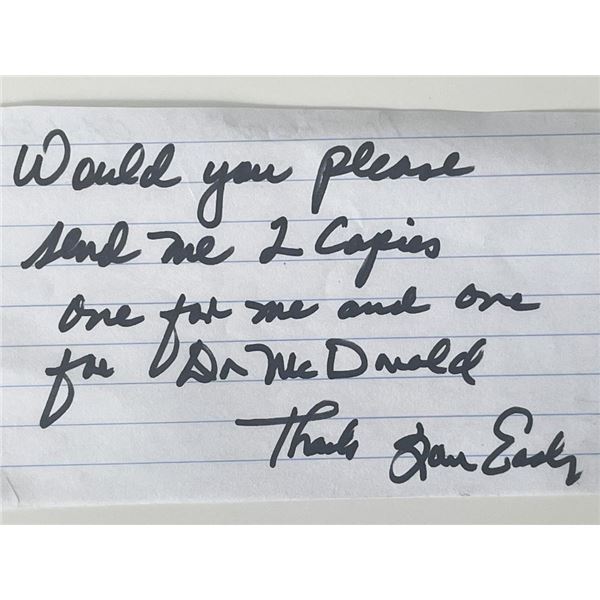 Would you please
send me 2 Copies
one for me and one
for Dr McDonald
Thanks